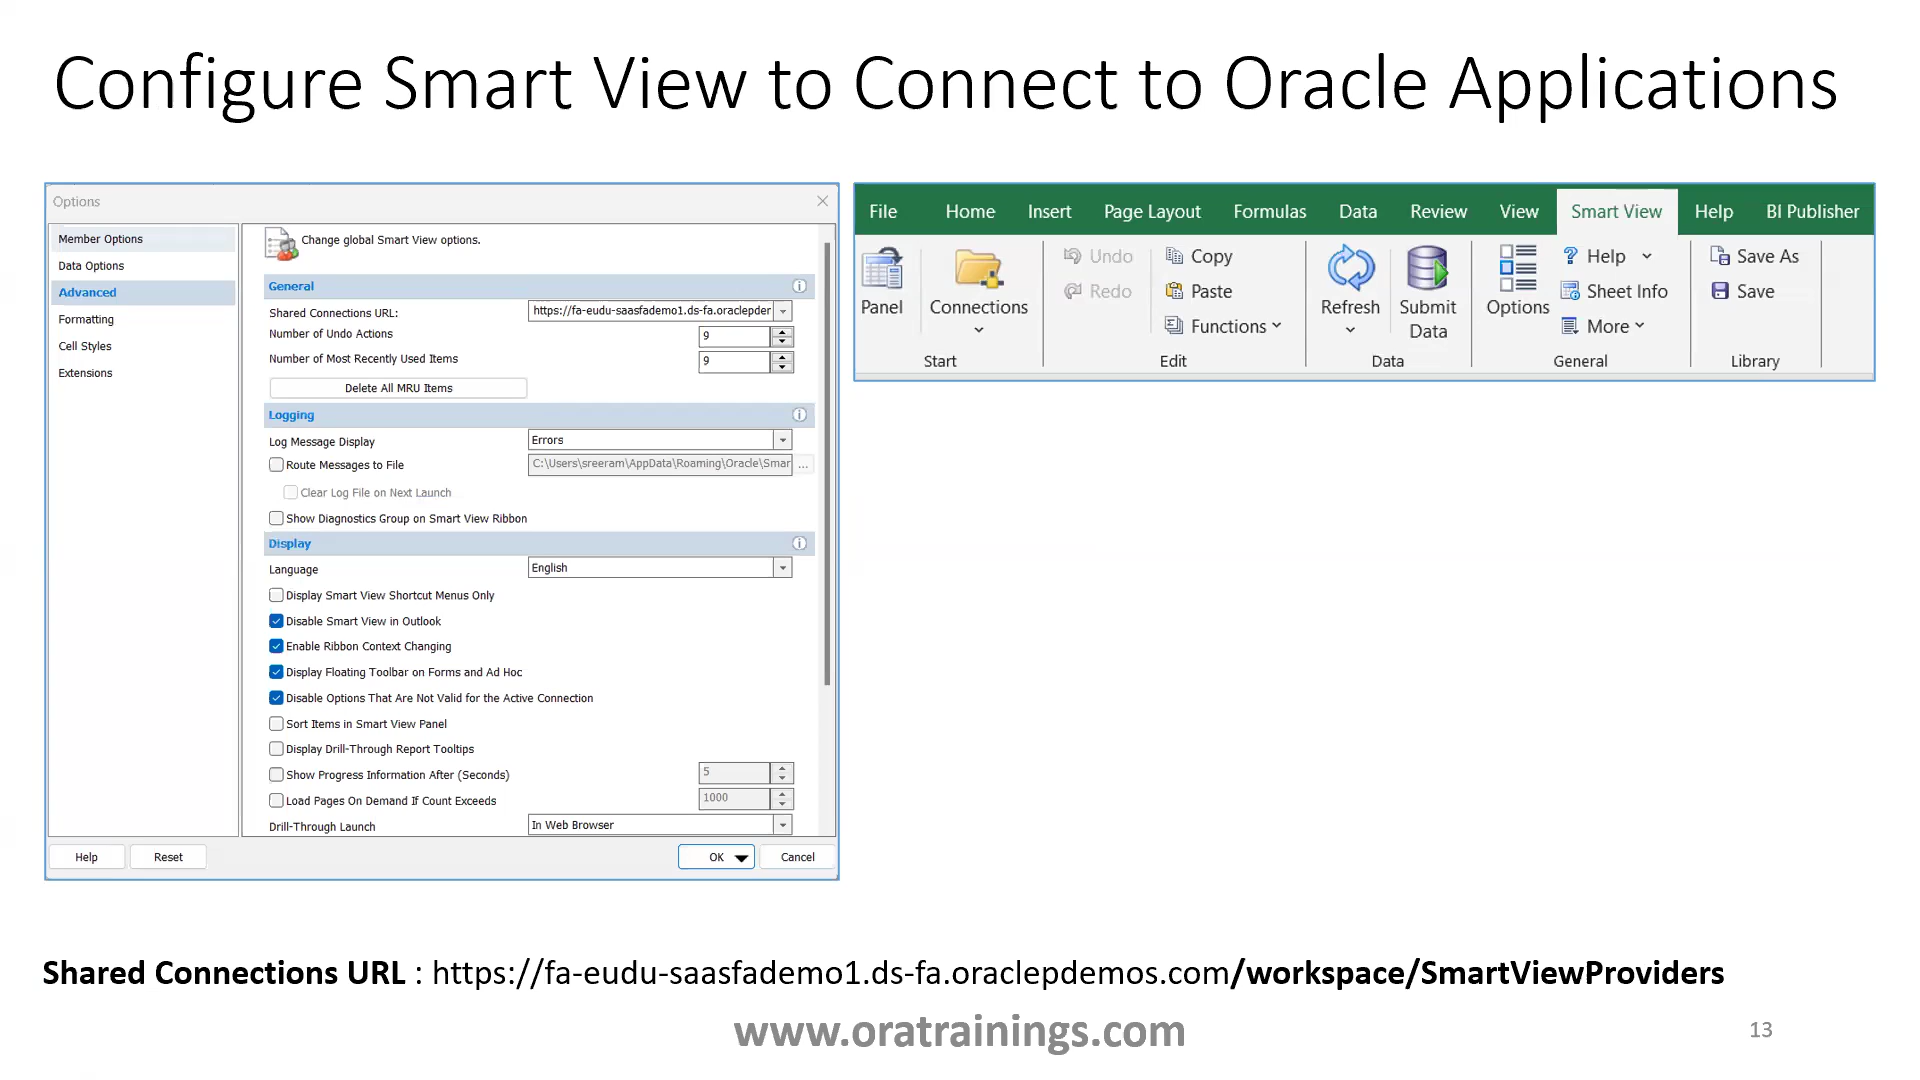 Configure Smart View to Connect to Oracle Applications
Options
Member Options
Data Options
Advanced
Formatting
Cell Styles
Extensions
Change global Smart View options.
General
Shared Connections URL: https://fa-eudu-saasfademo1.ds-fa.oraclepder
Number of Undo Actions 9
Number of Most Recently Used Items 9
Delete All MRU Items
Logging
Log Message Display Errors
Route Messages to File C:\Users\sreeram\AppData\Roaming\Oracle\Smar ...
Clear Log File on Next Launch
Show Diagnostics Group on Smart View Ribbon
Display
Language English
Display Smart View Shortcut Menus Only
Disable Smart View in Outlook
Enable Ribbon Context Changing
Display Floating Toolbar on Forms and Ad Hoc
Disable Options That Are Not Valid for the Active Connection
Sort Items in Smart View Panel
Display Drill-Through Report Tooltips
Show Progress Information After (Seconds) 5
Load Pages On Demand If Count Exceeds 1000
Drill-Through Launch In Web Browser
Help Reset OK Cancel
File Home Insert Page Layout Formulas Data Review View Smart View Help BI Publisher
Panel
Connections
Start
Undo
Redo
Copy
Paste
Functions
Edit
Refresh
Submit
Data
Data
Options
Help
Sheet Info
More
General
Save As
Save
Library
Shared Connections URL : https://fa-eudu-saasfademo1.ds-fa.oraclepdemos.com/workspace/SmartViewProviders
www.oratrainings.com
13